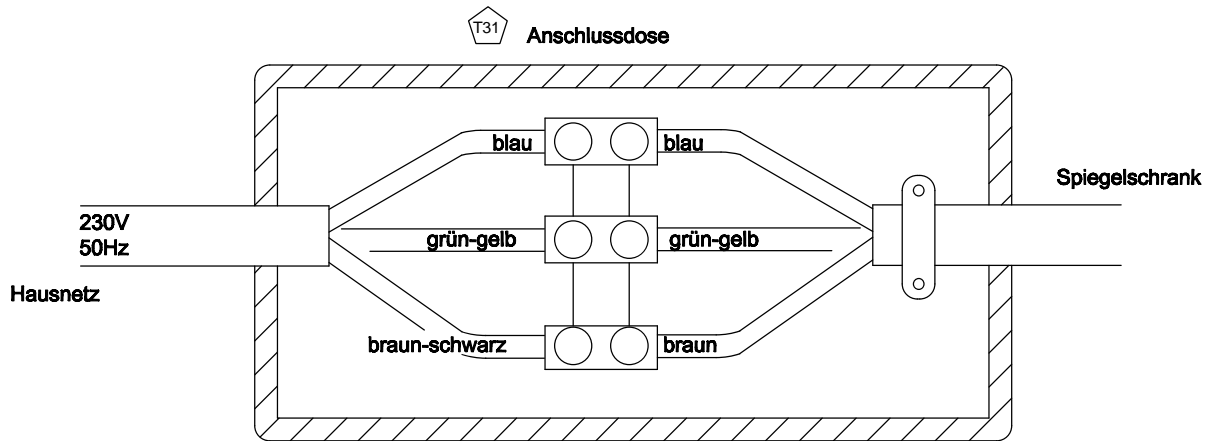 T31
Anschlussdose
blau
blau
Spiegelschrank
230V
50Hz
grün-gelb
grün-gelb
Hausnetz
braun-schwarz
braun